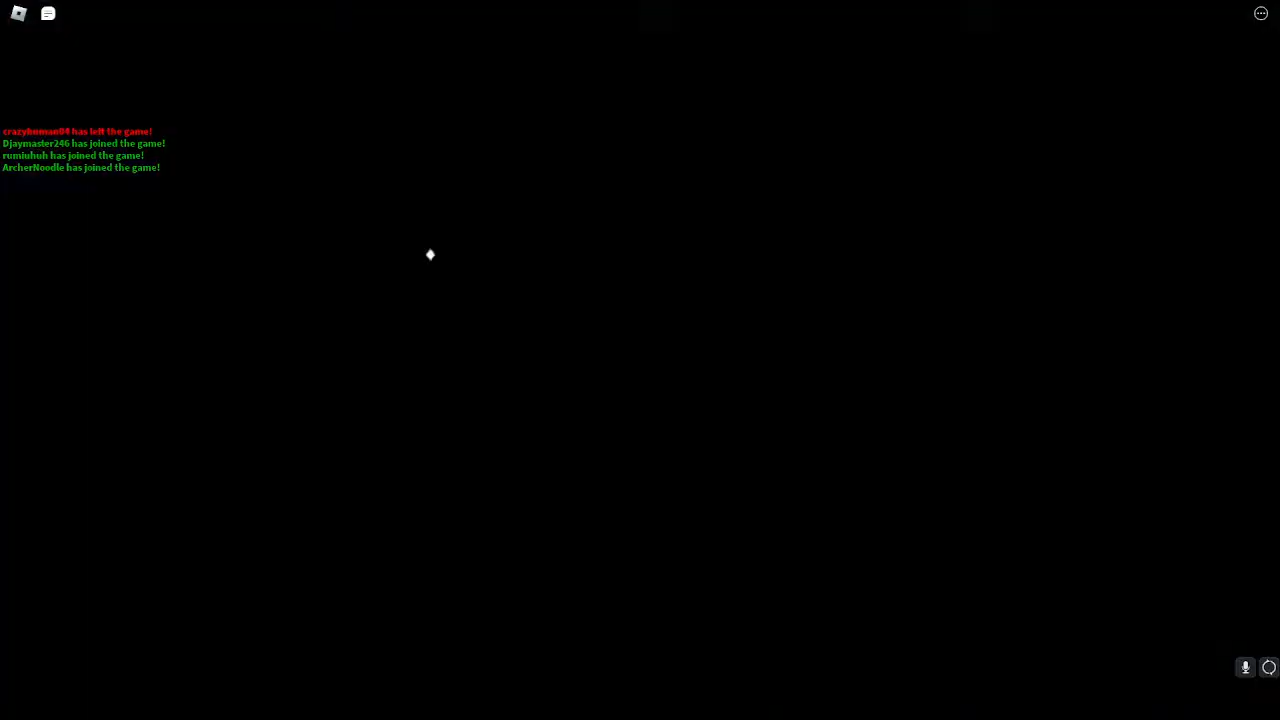 crazyhuman04 has left the game!
Djaymaster246 has joined the game!
rumiuhuh has joined the game!
ArcherNoodle has joined the game!